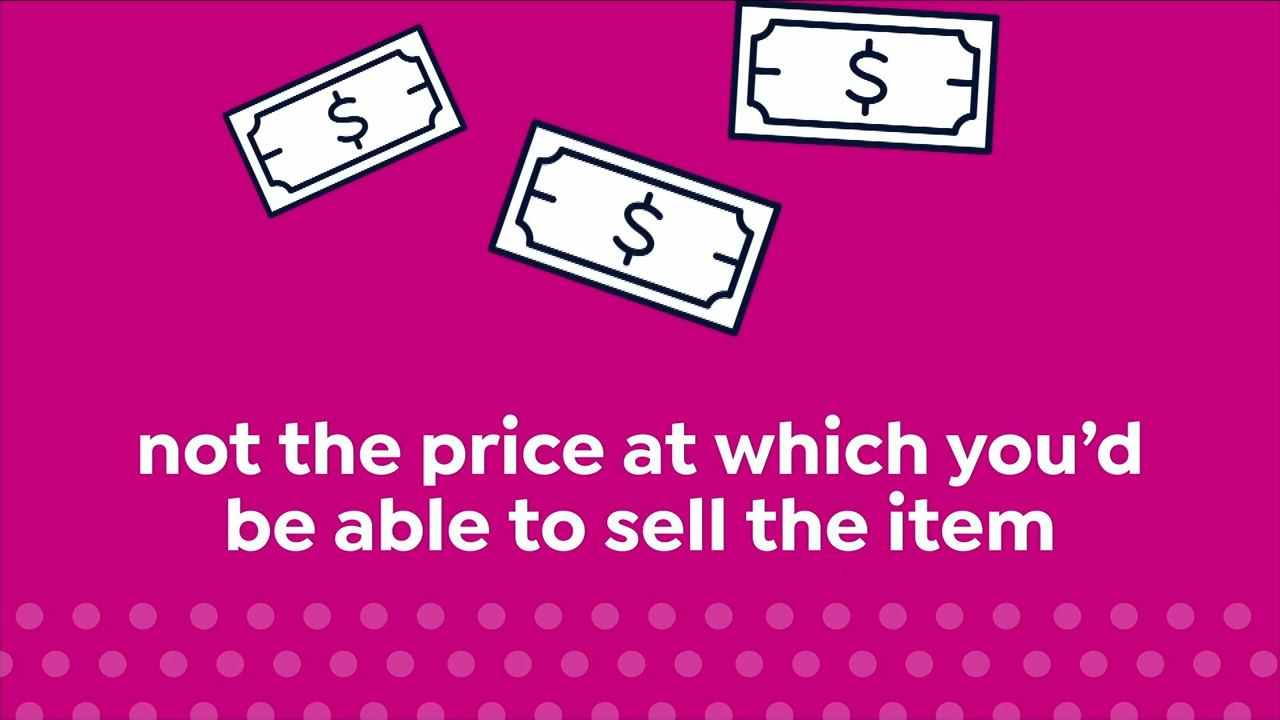 $
$
$
not the price at which you’d
be able to sell the item